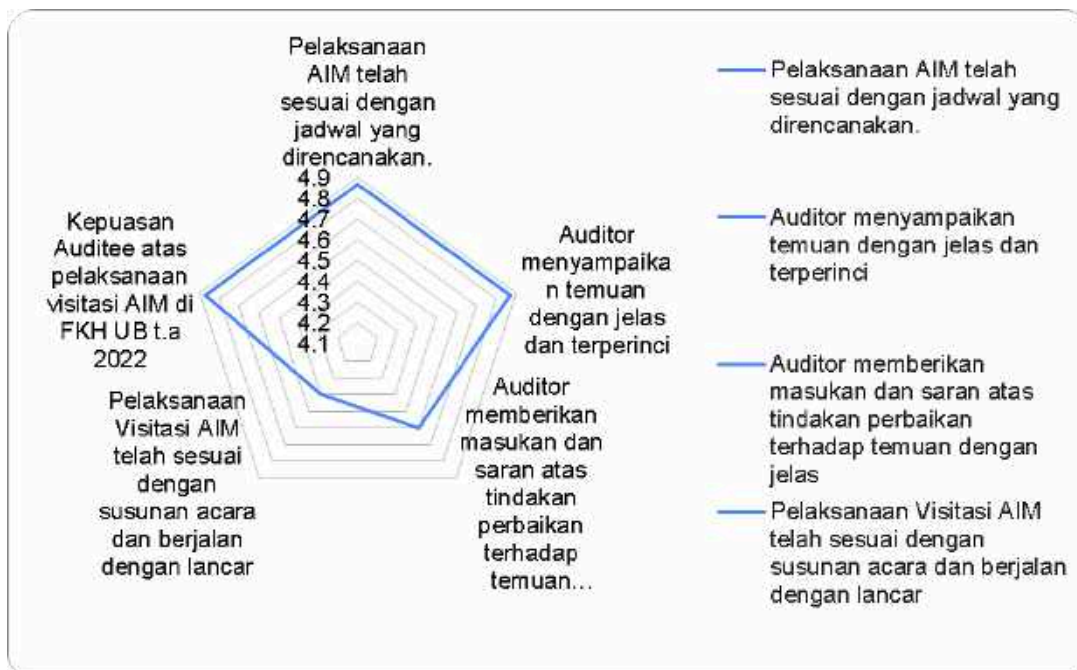 Pelaksanaan
AIM telah
sesuai dengan
jadwal yang
direncanakan.
4.9
4.8
4.7
4.6
4.5
4.4
4.3
4.2
4.1
Auditor
menyampaika
n temuan
dengan jelas
dan terperinci
Auditor
memberikan
masukan dan
saran atas
tindakan
perbaikan
terhadap
temuan...
Pelaksanaan
Visitasi AIM
telah sesuai
dengan
susunan acara
dan berjalan
dengan lancar
Kepuasan
Auditee atas
pelaksanaan
visitasi AIM di
FKH UB t.a
2022
Pelaksanaan AIM telah
sesuai dengan jadwal yang
direncanakan.
Auditor menyampaikan
temuan dengan jelas dan
terperinci
Auditor memberikan
masukan dan saran atas
tindakan perbaikan
terhadap temuan dengan
jelas
Pelaksanaan Visitasi AIM
telah sesuai dengan
susunan acara dan berjalan
dengan lancar